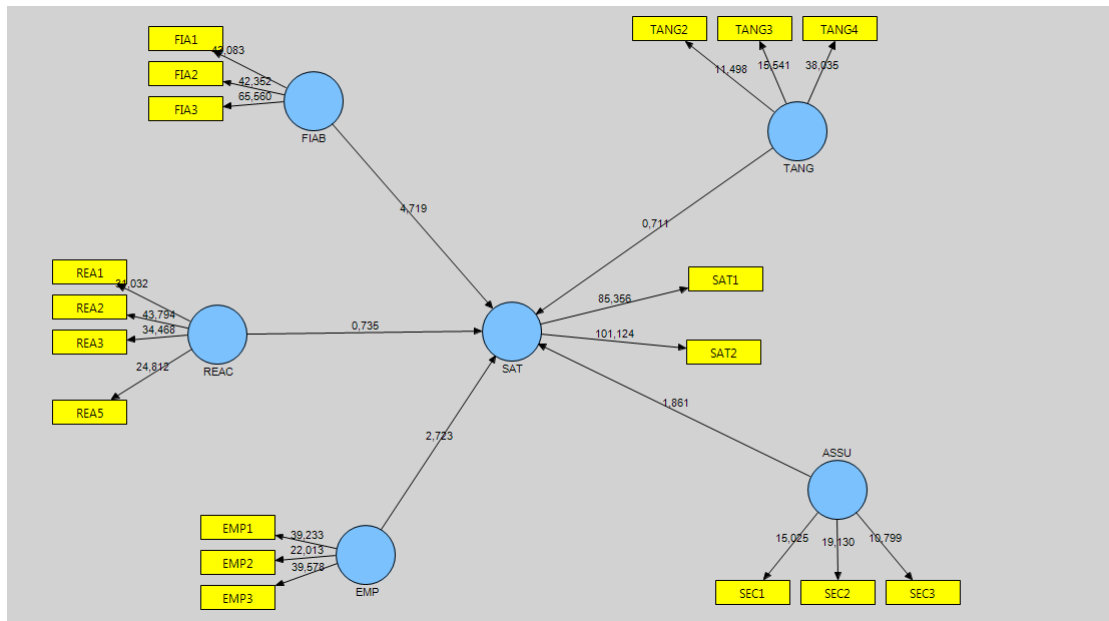 FIA1
43,083
FIA2
42,352
FIA3
65,560
FIAB
TANG2
TANG3
TANG4
11,498
15,541
38,035
TANG
4,719
0,711
REA1
31,032
REA2
43,794
REA3
34,468
24,812
REA5
REAC
0,735
SAT
85,356
SAT1
101,124
SAT2
2,723
1,861
ASSU
EMP1
39,233
EMP2
22,013
EMP3
39,578
EMP
15,025
19,130
10,799
SEC1
SEC2
SEC3